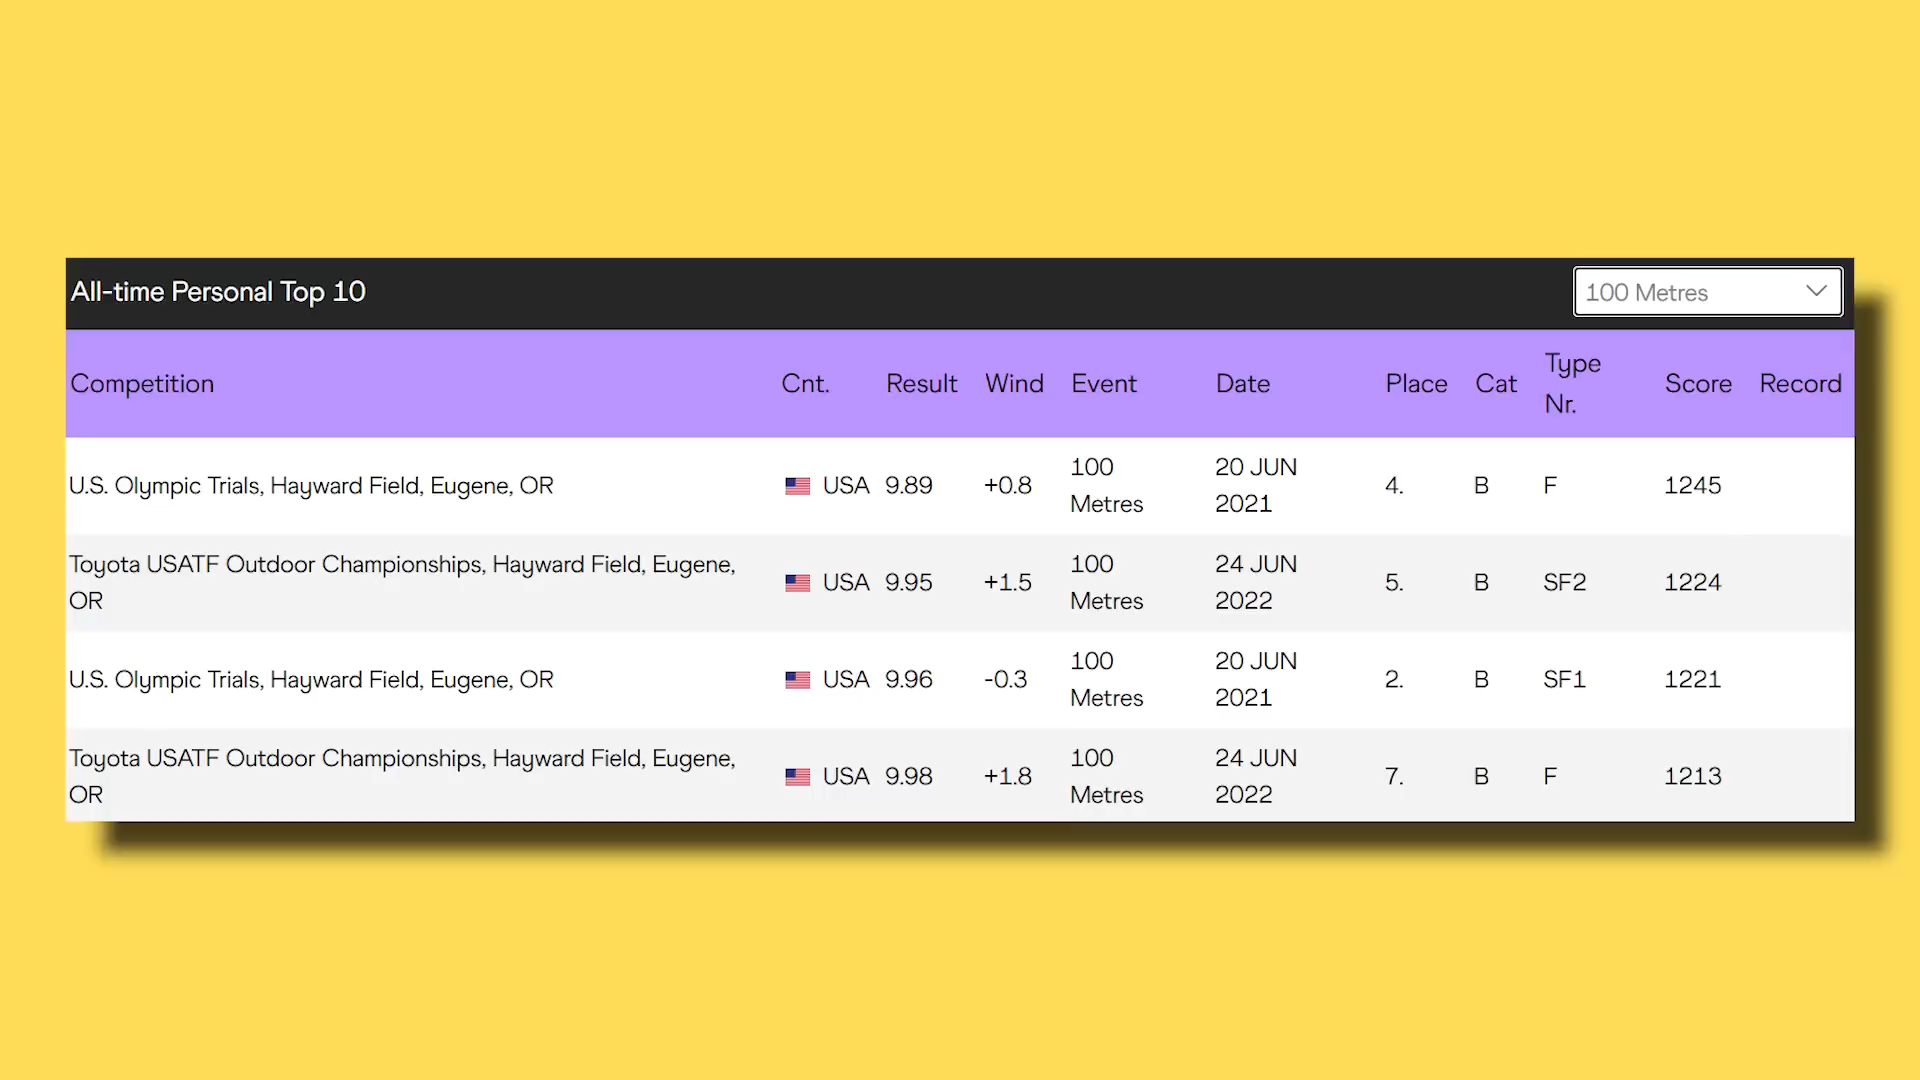 All-time Personal Top 10
100 Metres
Competition Cnt. Result Wind Event Date Place Cat Type Nr. Score Record
U.S. Olympic Trials, Hayward Field, Eugene, OR USA 9.89 +0.8 100 Metres 20 JUN 2021 4. B F 1245
Toyota USATF Outdoor Championships, Hayward Field, Eugene, OR USA 9.95 +1.5 100 Metres 24 JUN 2022 5. B SF2 1224
U.S. Olympic Trials, Hayward Field, Eugene, OR USA 9.96 -0.3 100 Metres 20 JUN 2021 2. B SF1 1221
Toyota USATF Outdoor Championships, Hayward Field, Eugene, OR USA 9.98 +1.8 100 Metres 24 JUN 2022 7. B F 1213